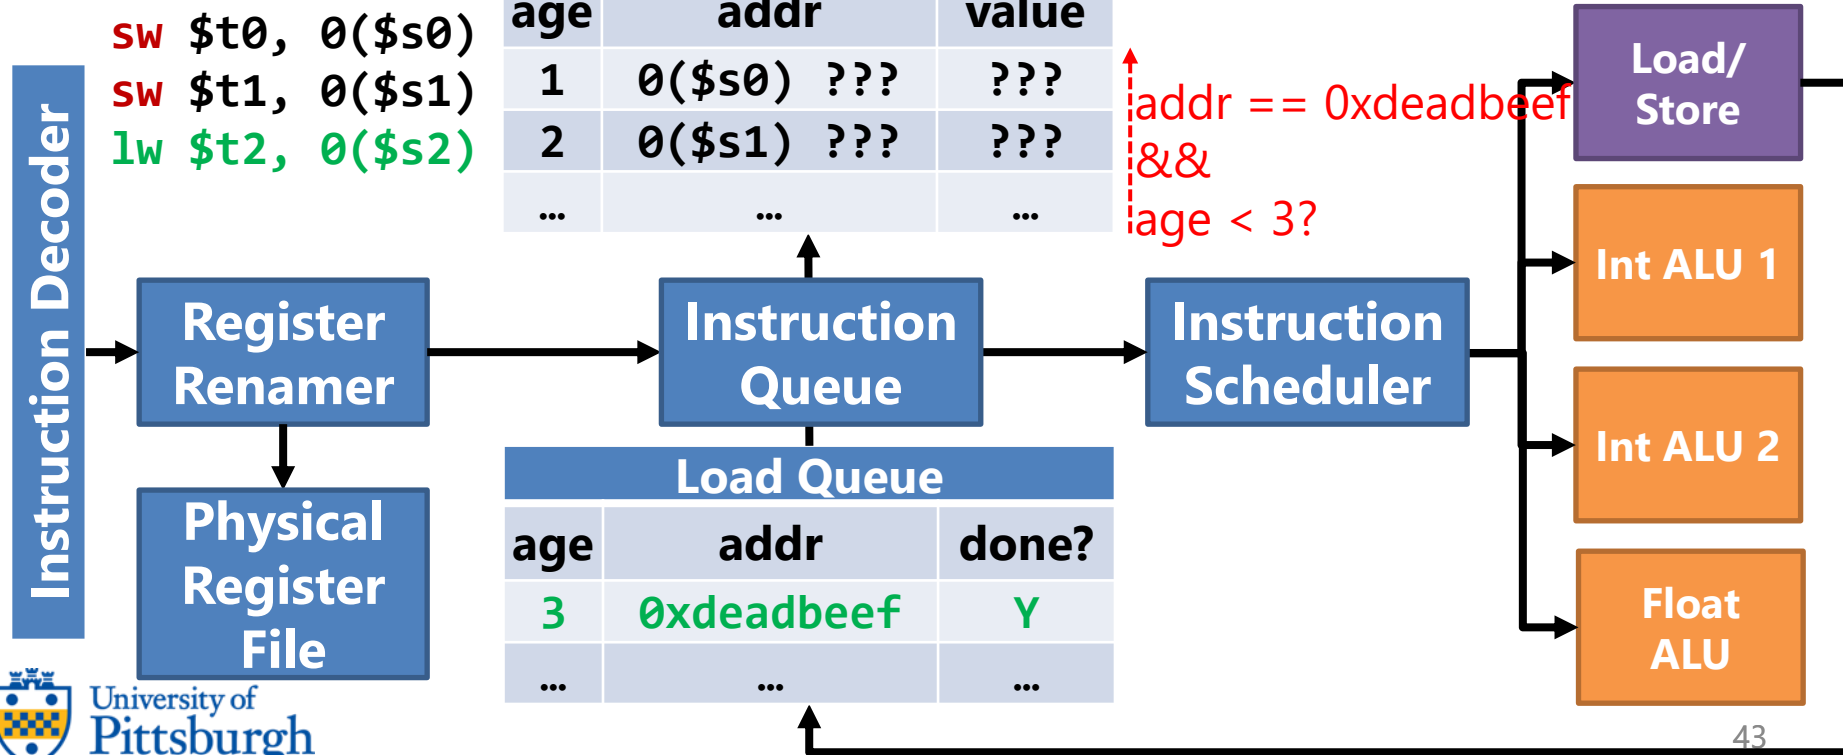 sw $t0, 0($s0)
sw $t1, 0($s1)
lw $t2, 0($s2)
age addr value
1 0($s0) ??? ???
2 0($s1) ??? ???
… … …
addr == 0xdeadbeef
&&
age < 3?
Instruction Decoder
Register
Renamer
Physical
Register
File
Instruction
Queue
Instruction
Scheduler
Load/
Store
Int ALU 1
Int ALU 2
Float
ALU
Load Queue
age addr done?
3 0xdeadbeef Y
… … …
University of
Pittsburgh
43